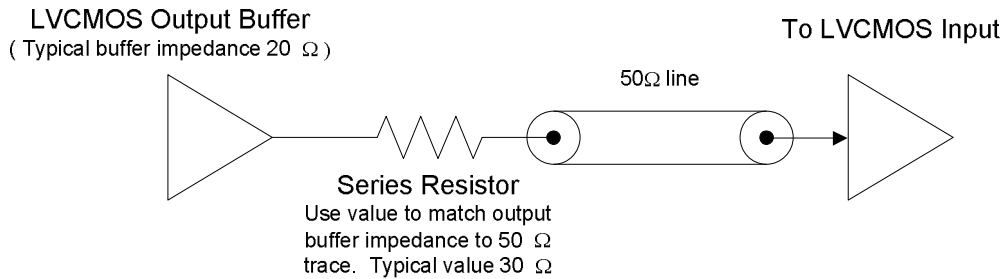 LVCMOS Output Buffer
( Typical buffer impedance 20 Ω )
To LVCMOS Input
50Ω line
Series Resistor
Use value to match output
buffer impedance to 50 Ω
trace. Typical value 30 Ω